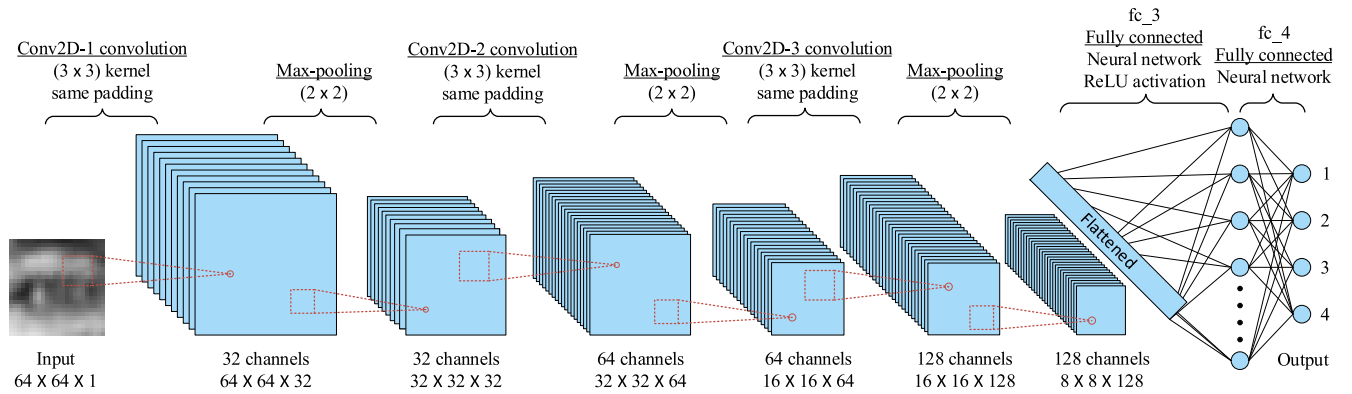 Conv2D-1 convolution
(3 x 3) kernel
same padding
Max-pooling
(2 x 2)
Conv2D-2 convolution
(3 x 3) kernel
same padding
Max-pooling
(2 x 2)
Conv2D-3 convolution
(3 x 3) kernel
same padding
Max-pooling
(2 x 2)
fc_3
Fully connected
Neural network
ReLU activation
fc_4
Fully connected
Neural network
Flattened
1
2
3
4
Output
Input
64 X 64 X 1
32 channels
64 X 64 X 32
32 channels
32 X 32 X 32
64 channels
32 X 32 X 64
64 channels
16 X 16 X 64
128 channels
16 X 16 X 128
128 channels
8 X 8 X 128